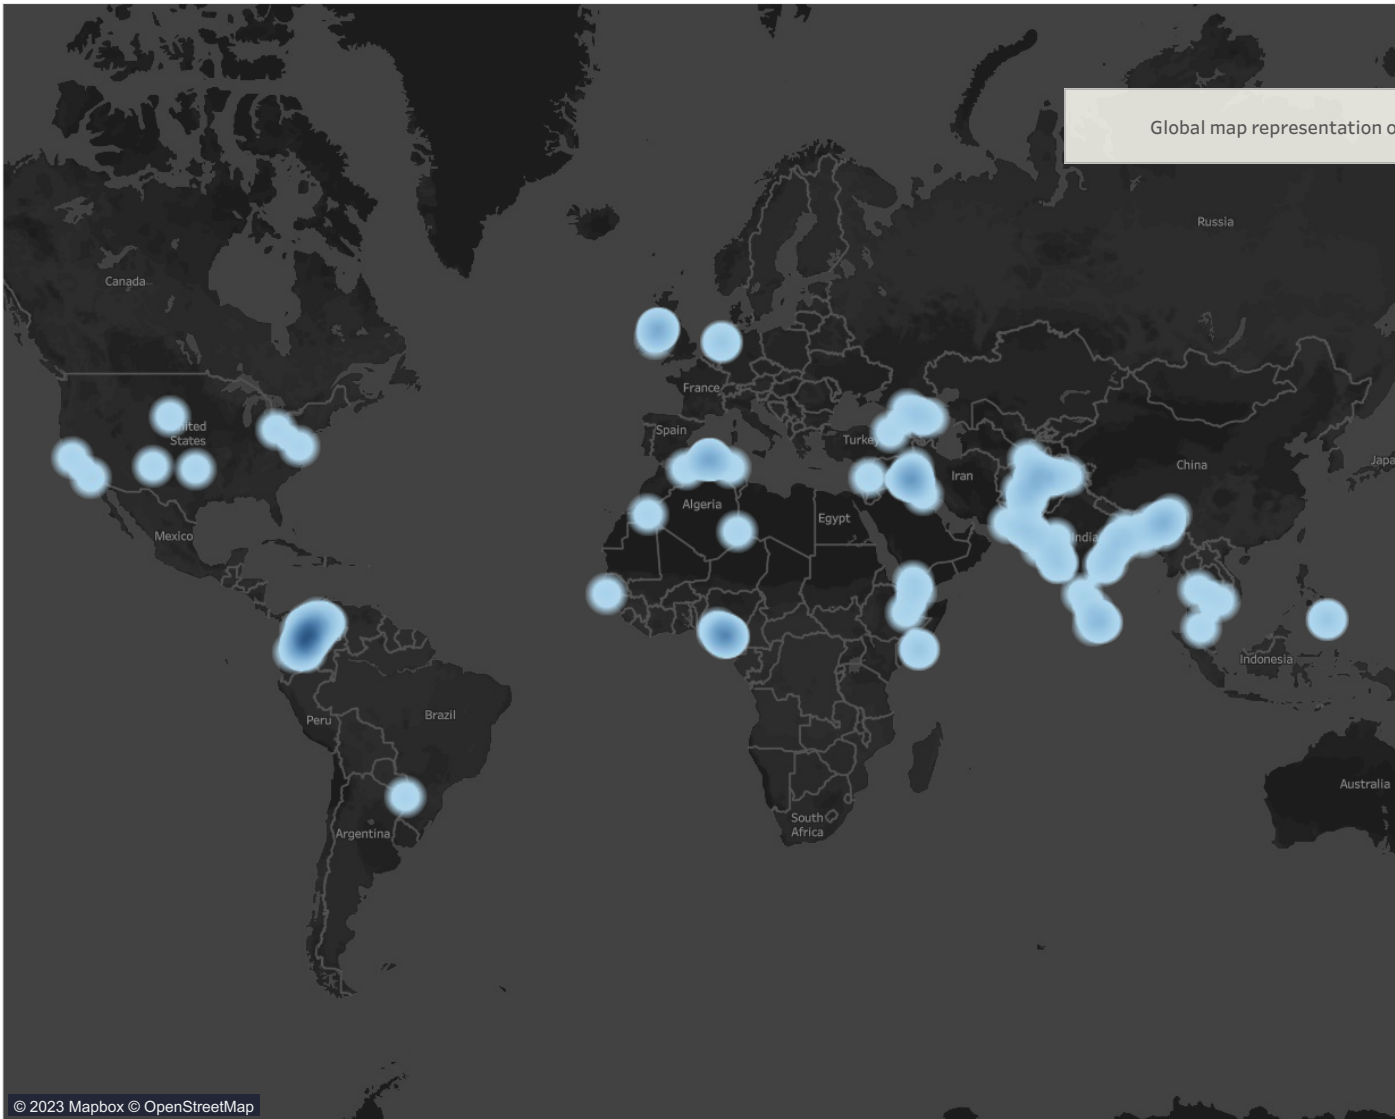 Global map representation o
Russia
Canada
France
United
States
Spain
Turkey
Iran
China
Japa
Algeria
Egypt
India
Mexico
Indonesia
Peru
Brazil
Australia
South
Africa
Argentina
© 2023 Mapbox © OpenStreetMap